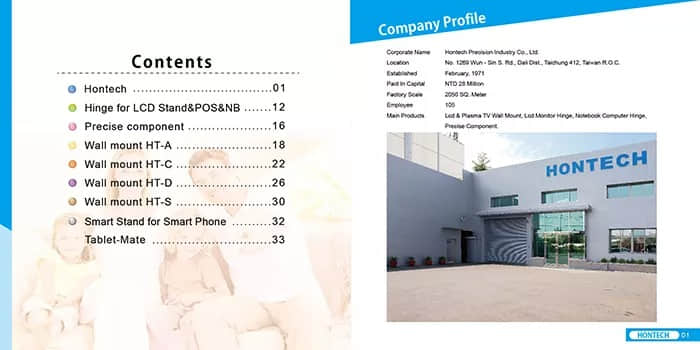 Contents
Hontech 01
Hinge for LCD Stand&POS&NB 12
Precise component 16
Wall mount HT-A 18
Wall mount HT-C 22
Wall mount HT-D 26
Wall mount HT-S 30
Smart Stand for Smart Phone 32
Tablet-Mate 33
Company Profile
Corporate Name Hontech Precision Industry Co., Ltd.
Location No. 1269 Wun - Sin S. Rd., Dali Dist., Taichung 412, Taiwan R.O.C.
Established February, 1971
Paid In Capital NTD 28 Million
Factory Scale 2050 SQ. Meter
Employee 105
Main Products Lcd & Plasma TV Wall Mount, Lcd Monitor Hinge, Notebook Computer Hinge,
Precise Component.
HONTECH
HONTECH 01